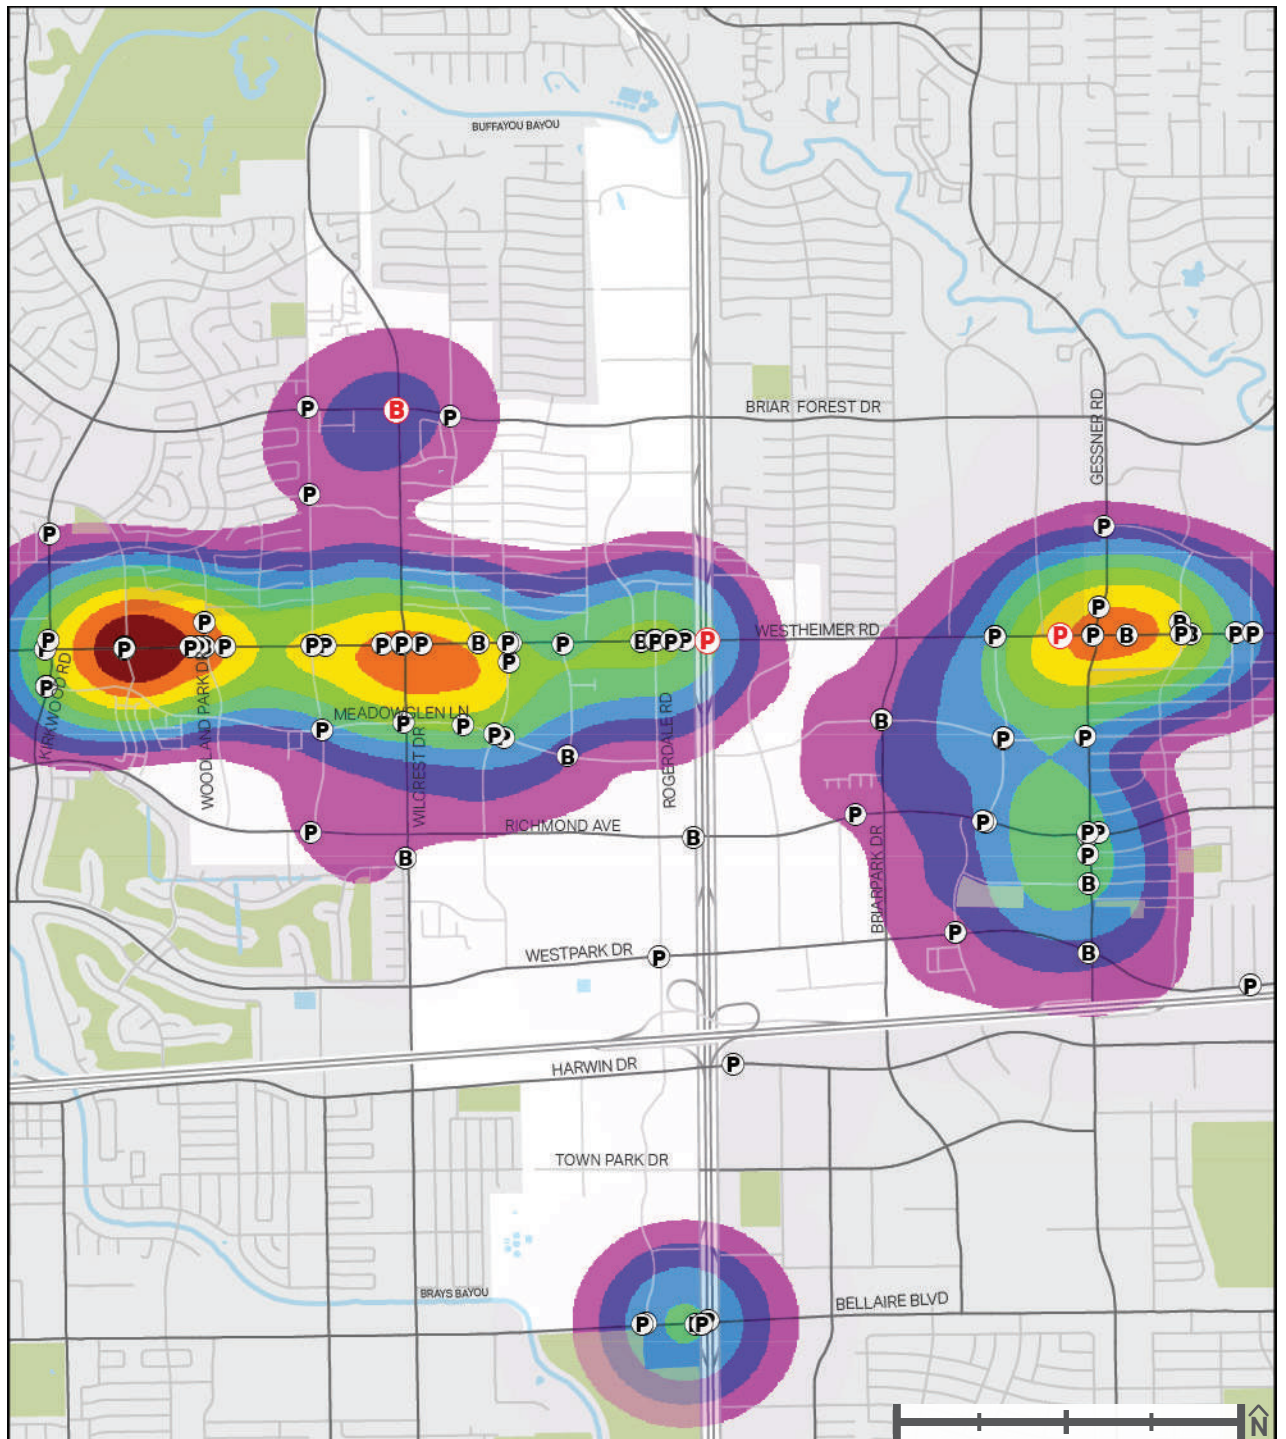 BUFFAYOU BAYOU
BRIAR FOREST DR
GESSNER RD
P
B
P
P
P
P
P
P
P
P
P
P
P
P
P
P
B
P
P
P
B
P
P
P
P
WESTHEIMER RD
P
P
P
B
B
P
B
P
P
P
KIRKWOOD RD
WOODLAND PARK DR
MEADOWGLEN LN
P
P
P
P
P
B
WILCREST DR
ROGERDALE RD
B
P
P
P
B
RICHMOND AVE
B
P
P
P
P
P
B
BRIARPARK DR
WESTPARK DR
P
P
B
P
HARWIN DR
P
TOWN PARK DR
BRAYS BAYOU
BELLAIRE BLVD
P
P
N